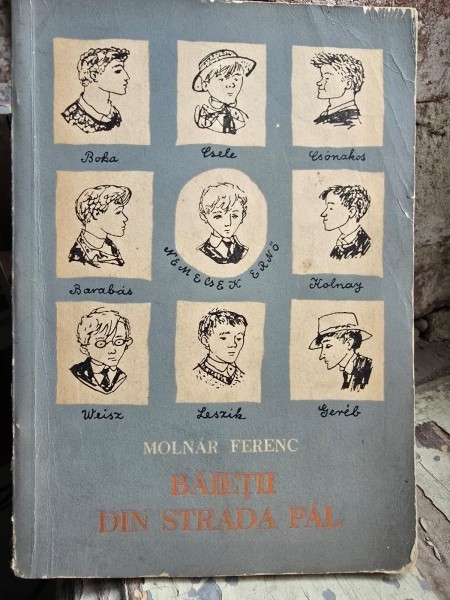 Boka Csele Csónakos
NEMECSEK ERNŐ
Barabás Kolnay
Weisz Leszik Geréb
MOLNÁR FERENC
BĂIEȚII
DIN STRADA PÁL